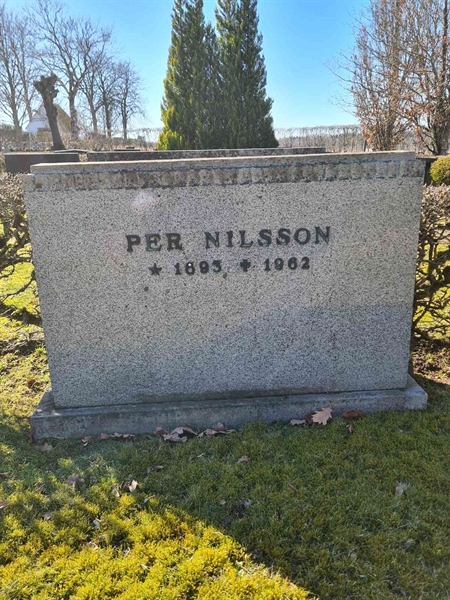 PER NILSSON
★ 1893 ✝ 1962